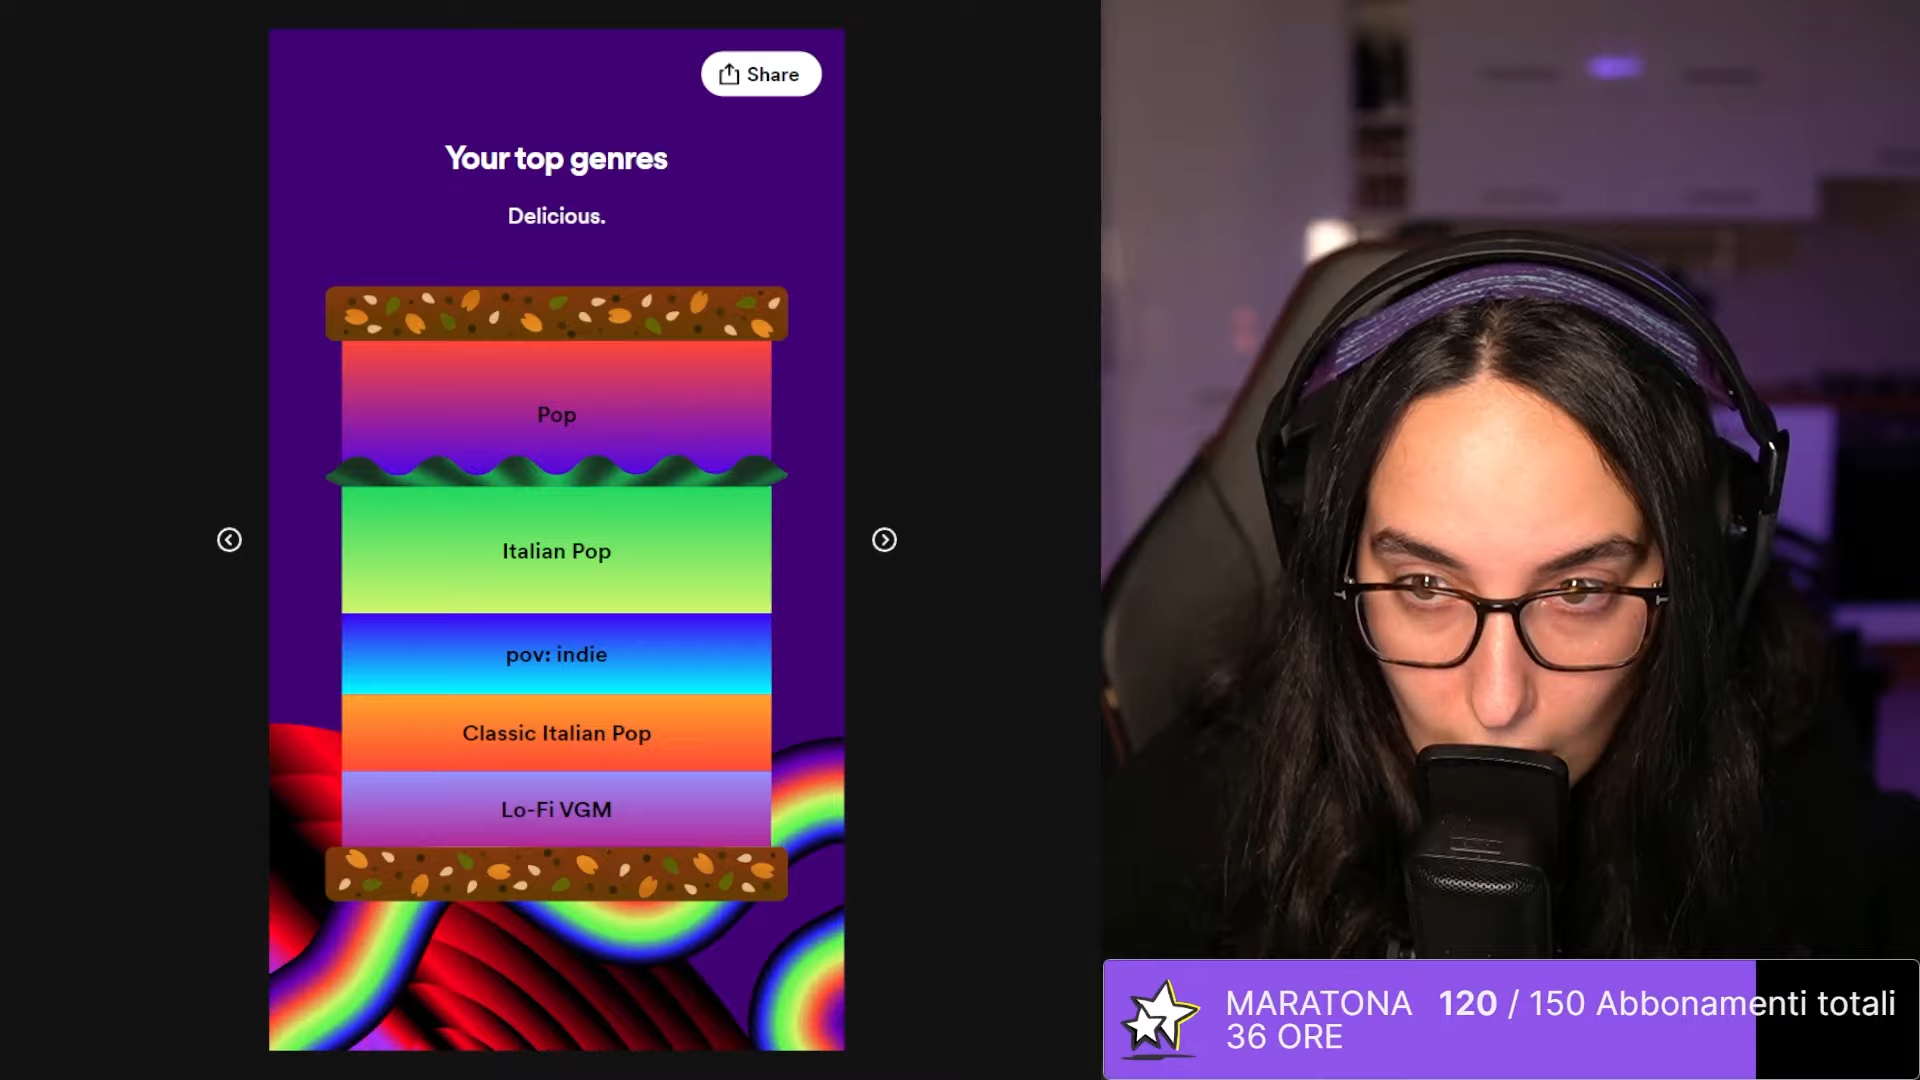 Share
Your top genres
Delicious.
Pop
Italian Pop
pov: indie
Classic Italian Pop
Lo-Fi VGM
MARATONA 120 / 150 Abbonamenti totali
36 ORE